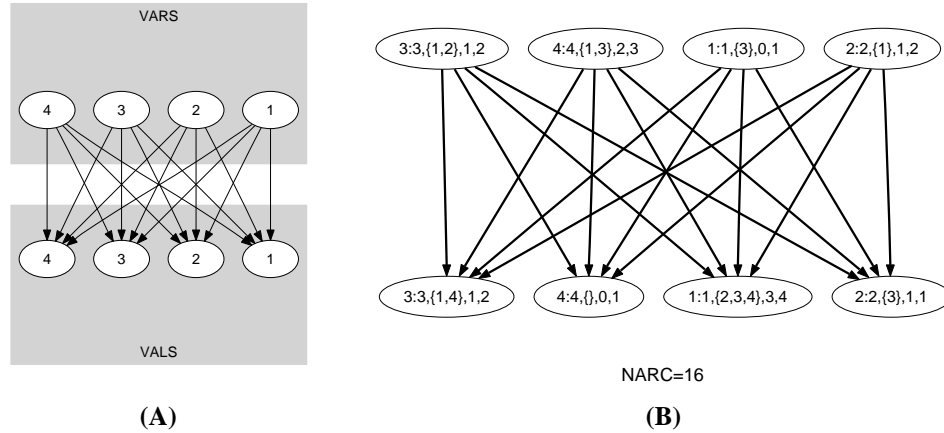 VARS
4 3 2 1
4 3 2 1
VALS
(A)
3:3,{1,2},1,2 4:4,{1,3},2,3 1:1,{3},0,1 2:2,{1},1,2
3:3,{1,4},1,2 4:4,{},0,1 1:1,{2,3,4},3,4 2:2,{3},1,1
NARC=16
(B)